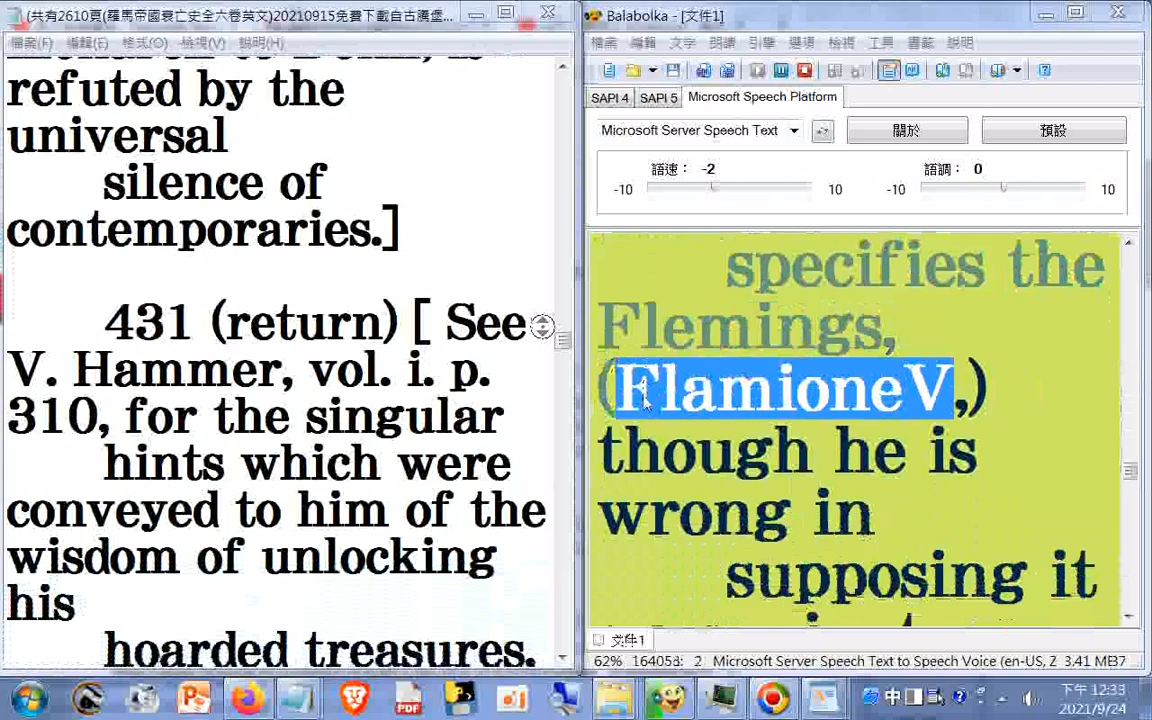 (共有2610頁(羅馬帝國衰亡史全六卷英文)20210915免費下載自古騰堡...
檔案(F) 編輯(E) 格式(O) 檢視(V) 說明(H)
refuted by the
universal
silence of
contemporaries.]
431 (return) [ See
V. Hammer, vol. i. p.
310, for the singular
hints which were
conveyed to him of the
wisdom of unlocking
his
hoarded treasures.
Balabolka - [文件1]
檔案 編輯 文字 朗讀 引擎 選項 檢視 工具 書籤 說明
SAPI 4 SAPI 5 Microsoft Speech Platform
Microsoft Server Speech Text 關於 預設
語速： -2 語調： 0
-10 10 -10 10
specifies the
Flemings,
(FlamioneV,)
though he is
wrong in
supposing it
文件1
62% 2 Microsoft Server Speech Text to Speech Voice (en-US, Z 3.41 MB
PDF
中
下午 12:33
2021/9/24